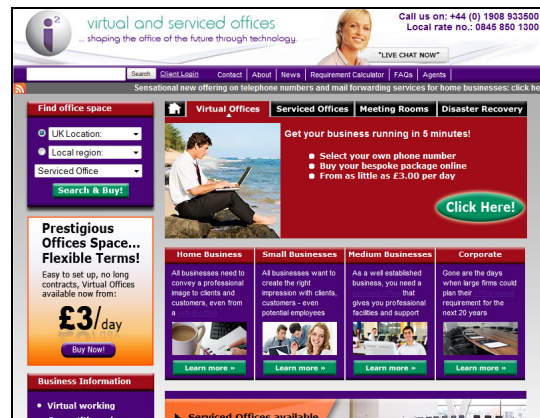 i²
virtual and serviced offices
... shaping the office of the future through technology.
Call us on: +44 (0) 1908 933500
Local rate no.: 0845 850 1300
"LIVE CHAT NOW"
Search
Client Login
Contact
About
News
Requirement Calculator
FAQs
Agents
Sensational new offering on telephone numbers and mail forwarding services for home businesses: click he
Find office space
UK Location:
Local region:
Serviced Office
Search & Buy!
Virtual Offices
Serviced Offices
Meeting Rooms
Disaster Recovery
Get your business running in 5 minutes!
Select your own phone number
Buy your bespoke package online
From as little as £3.00 per day
Click Here!
Prestigious
Offices Space...
Flexible Terms!
Easy to set up, no long
contracts, Virtual Offices
available now from:
£3/day
Buy Now!
Home Business
All businesses need to
convey a professional
image to clients and
customers, even from
a virtual office
Learn more »
Small Businesses
All businesses want to
create the right
impression with clients,
customers - even
potential employees
Learn more »
Medium Businesses
As a well established
business, you need a
that
gives you professional
facilities and support
Learn more »
Corporate
Gone are the days
when large firms could
plan their
requirement for the
next 20 years
Learn more »
Business Information
Virtual working
Serviced Offices available